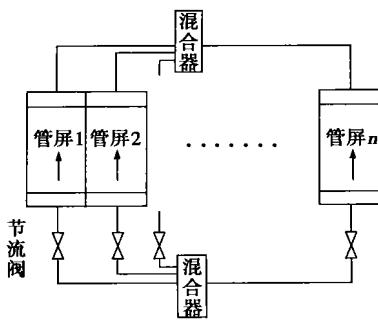 混合器
管屏1
管屏2
.......
管屏n
节流阀
混合器